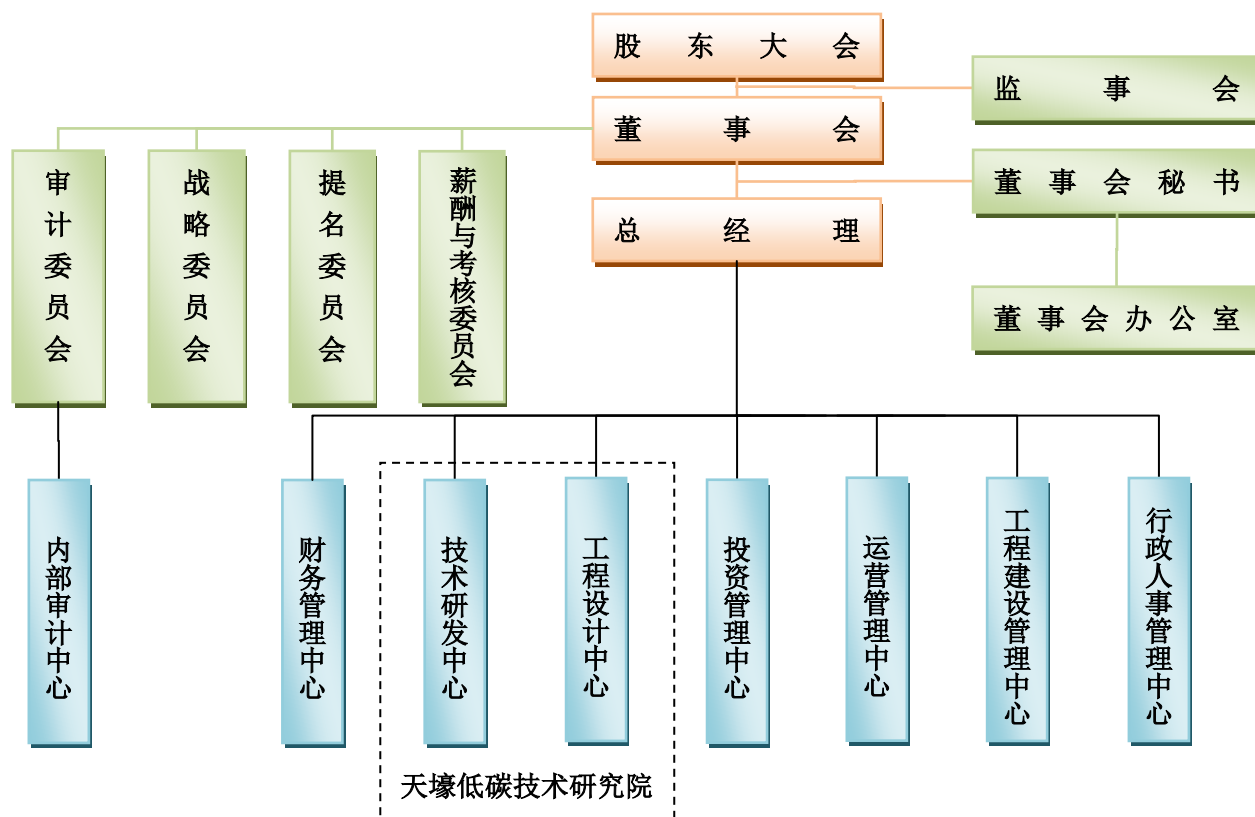 股东大会
监事会
董事会
董事会秘书
总经理
董事会办公室
审计委员会
战略委员会
提名委员会
薪酬与考核委员会
内部审计中心
财务管理中心
技术研发中心
工程设计中心
投资管理中心
运营管理中心
工程建设管理中心
行政人事管理中心
天壕低碳技术研究院